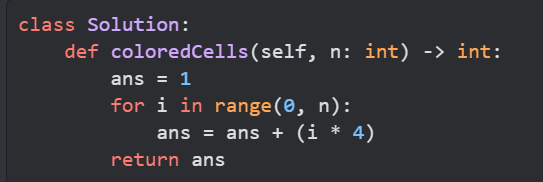 class Solution:
    def coloredCells(self, n: int) -> int:
        ans = 1
        for i in range(0, n):
            ans = ans + (i * 4)
        return ans